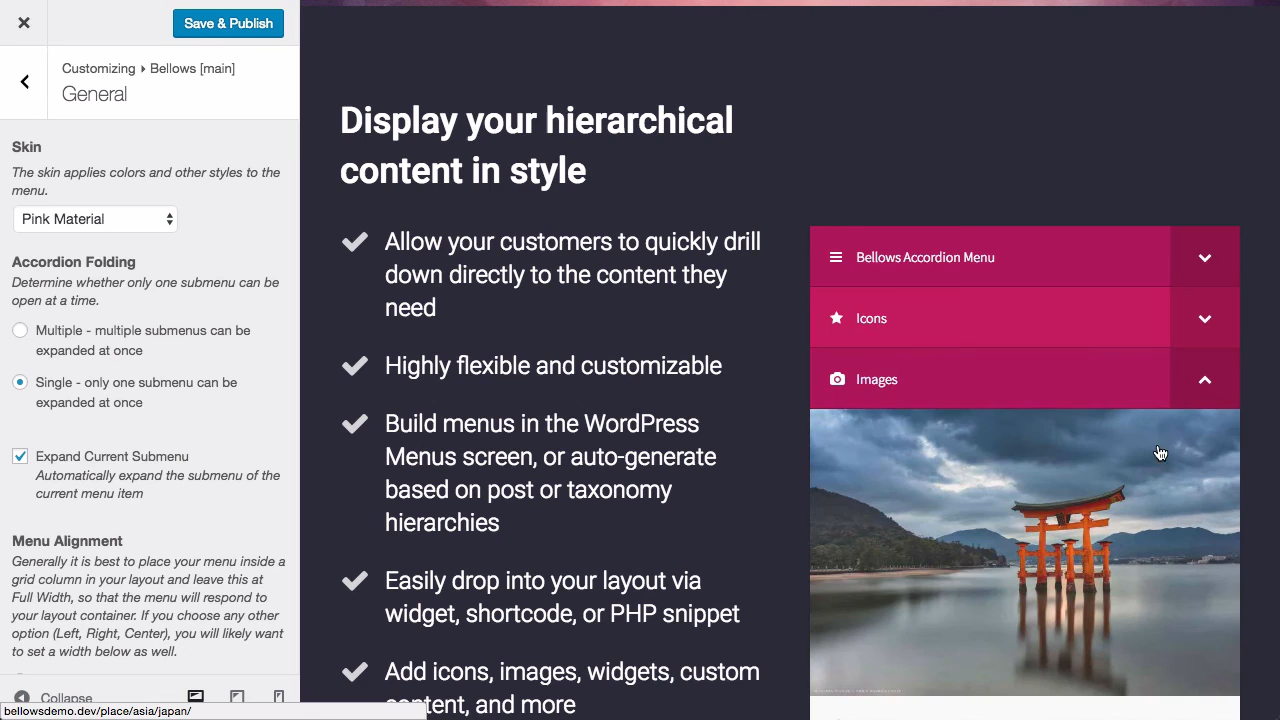 Save & Publish
Customizing ▸ Bellows [main]
General
Skin
The skin applies colors and other styles to the
menu.
Pink Material
Accordion Folding
Determine whether only one submenu can be
open at a time.
Multiple - multiple submenus can be
expanded at once
Single - only one submenu can be
expanded at once
Expand Current Submenu
Automatically expand the submenu of the
current menu item
Menu Alignment
Generally it is best to place your menu inside a
grid column in your layout and leave this at
Full Width, so that the menu will respond to
your layout container. If you choose any other
option (Left, Right, Center), you will likely want
to set a width below as well.
Collapse
bellowsdemo.dev/place/asia/japan/
Display your hierarchical
content in style
Allow your customers to quickly drill
down directly to the content they
need
Highly flexible and customizable
Build menus in the WordPress
Menus screen, or auto-generate
based on post or taxonomy
hierarchies
Easily drop into your layout via
widget, shortcode, or PHP snippet
Add icons, images, widgets, custom
content, and more
Bellows Accordion Menu
Icons
Images